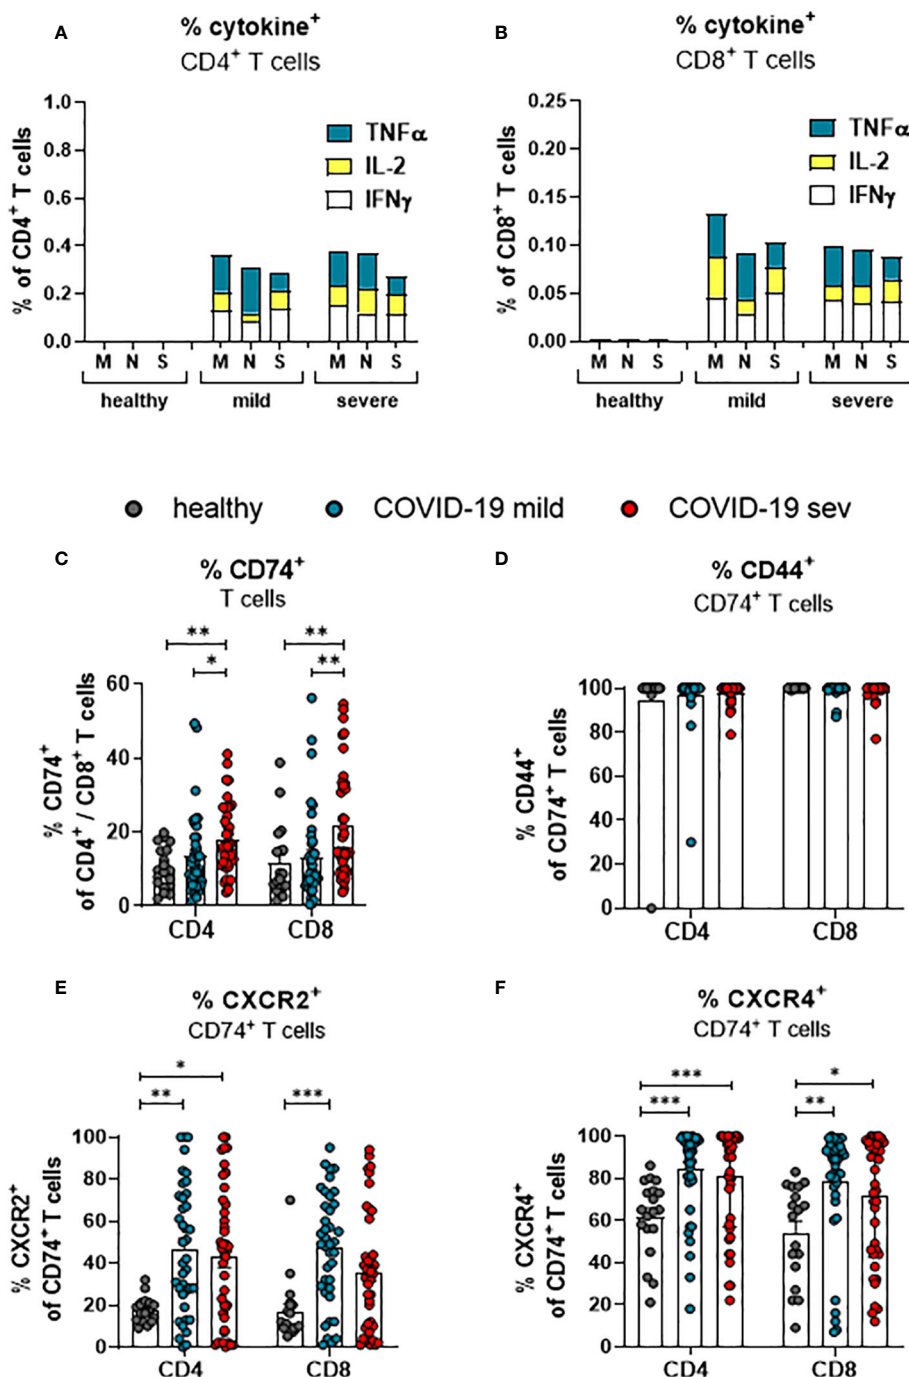 A
% cytokine⁺
CD4⁺ T cells
% of CD4⁺ T cells
1.0
0.8
0.6
0.4
0.2
0.0
TNFα
IL-2
IFNγ
M N S M N S M N S
healthy mild severe
B
% cytokine⁺
CD8⁺ T cells
% of CD8⁺ T cells
0.25
0.20
0.15
0.10
0.05
0.00
TNFα
IL-2
IFNγ
M N S M N S M N S
healthy mild severe
healthy COVID-19 mild COVID-19 sev
C
% CD74⁺
T cells
% CD74⁺
of CD4⁺ / CD8⁺ T cells
** **
* **
60
40
20
0
CD4 CD8
D
% CD44⁺
CD74⁺ T cells
% CD44⁺
of CD74⁺ T cells
100
80
60
40
20
0
CD4 CD8
E
% CXCR2⁺
CD74⁺ T cells
% CXCR2⁺
of CD74⁺ T cells
*
** ***
100
80
60
40
20
0
CD4 CD8
F
% CXCR4⁺
CD74⁺ T cells
% CXCR4⁺
of CD74⁺ T cells
*** *
*** **
100
80
60
40
20
0
CD4 CD8